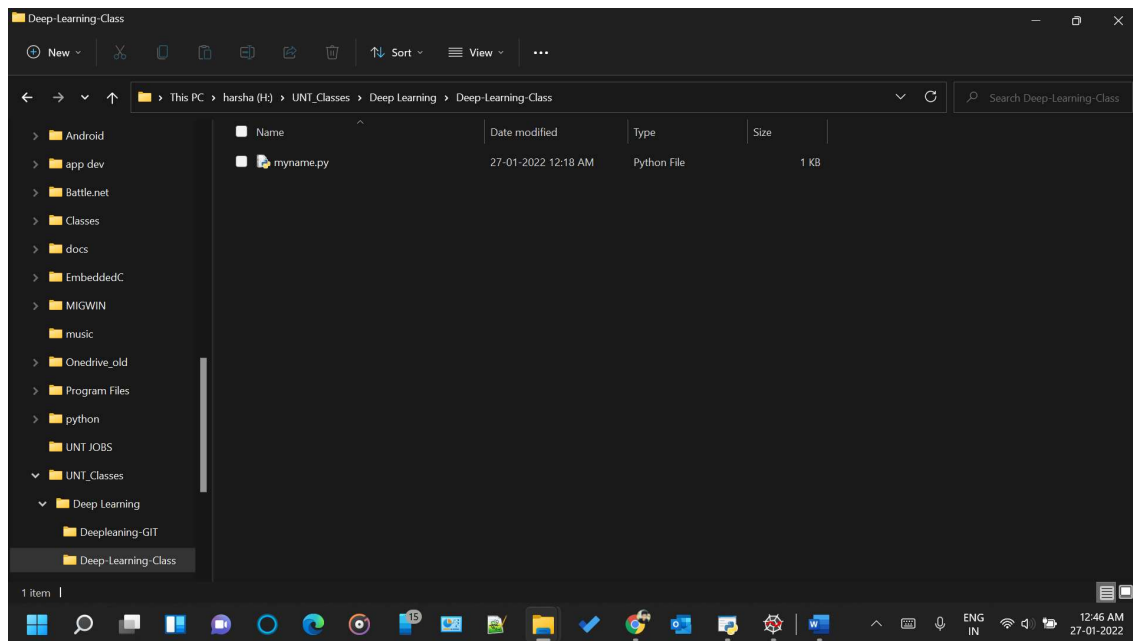 Deep-Learning-Class
New Sort View
This PC > harsha (H:) > UNT_Classes > Deep Learning > Deep-Learning-Class Search Deep-Learning-Class
Name Date modified Type Size
myname.py 27-01-2022 12:18 AM Python File 1 KB
Android
app dev
Battle.net
Classes
docs
EmbeddedC
MIGWIN
music
Onedrive_old
Program Files
python
UNT JOBS
UNT_Classes
Deep Learning
Deepleaning-GIT
Deep-Learning-Class
1 item
15
ENG
IN
12:46 AM
27-01-2022